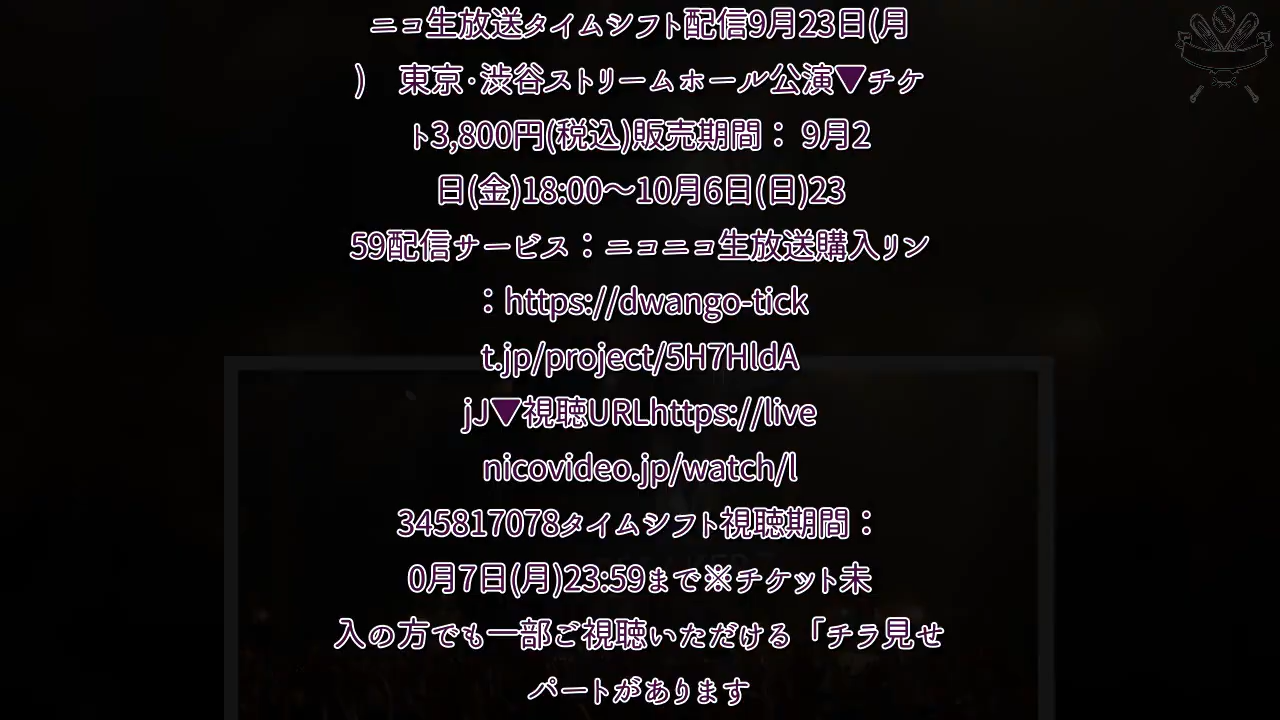 ニコ生放送タイムシフト配信9月23日(月
)　東京･渋谷ストリームホール公演▼チケ
ト3,800円(税込)販売期間： 9月2
日(金)18:00〜10月6日(日)23
59配信サービス：ニコニコ生放送購入リン
：https://dwango-tick
t.jp/project/5H7HldA
jJ▼視聴URLhttps://live
nicovideo.jp/watch/l
345817078タイムシフト視聴期間：
0月7日(月)23:59まで※チケット未
入の方でも一部ご視聴いただける「チラ見せ
パートがあります